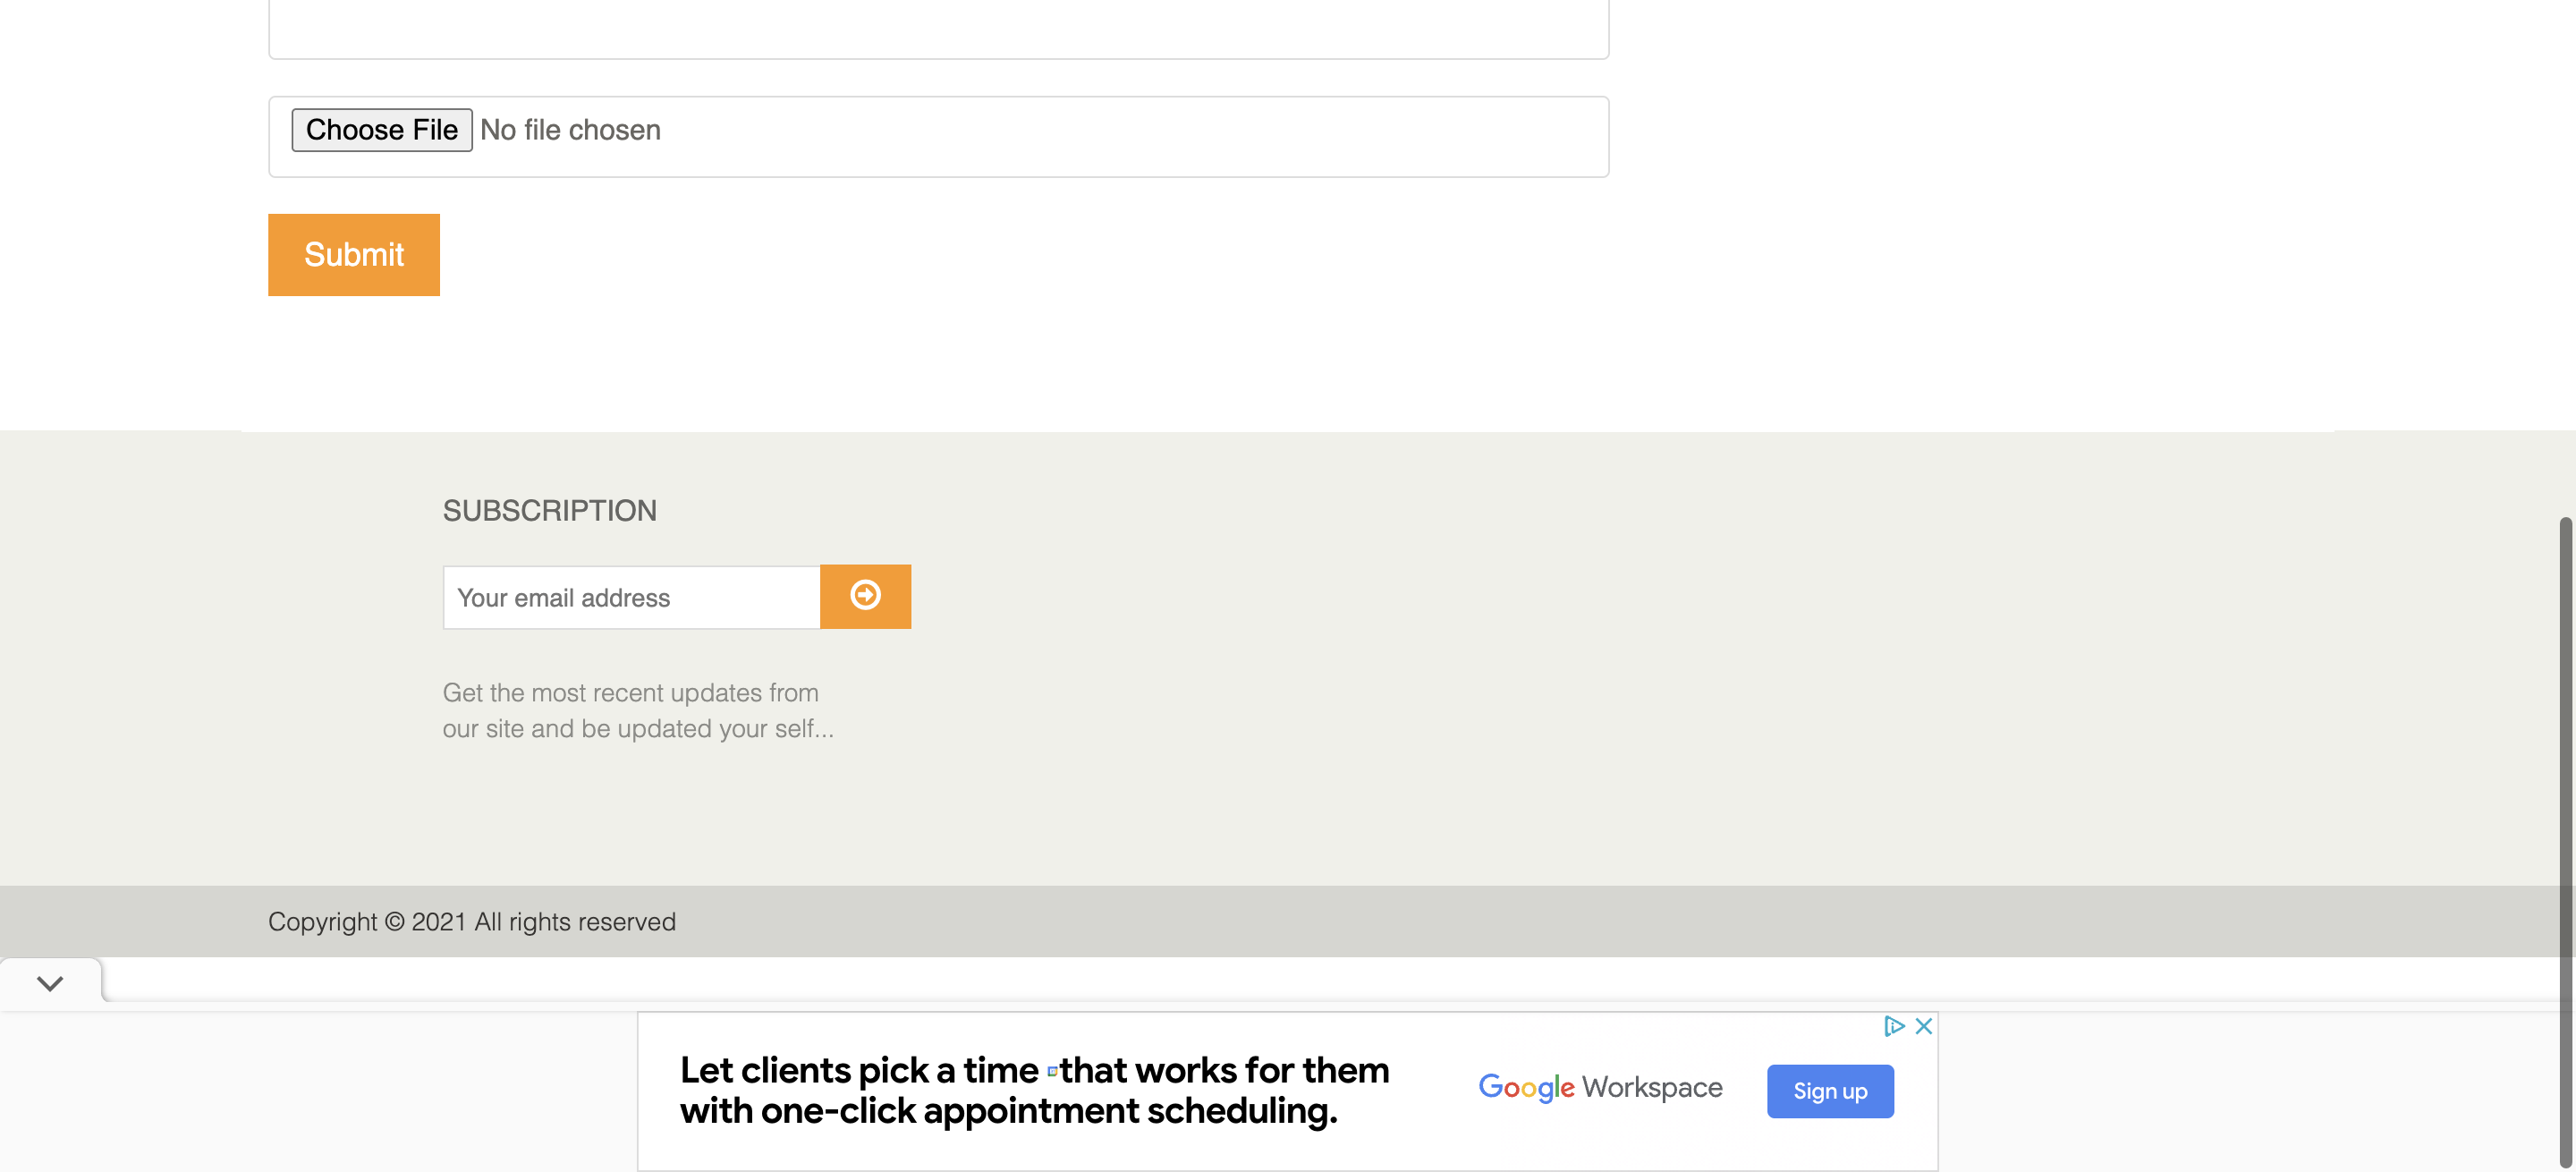 Choose File No file chosen
Submit
SUBSCRIPTION
Your email address
Get the most recent updates from
our site and be updated your self...
Copyright © 2021 All rights reserved
Let clients pick a time that works for them
with one-click appointment scheduling.
Google Workspace
Sign up